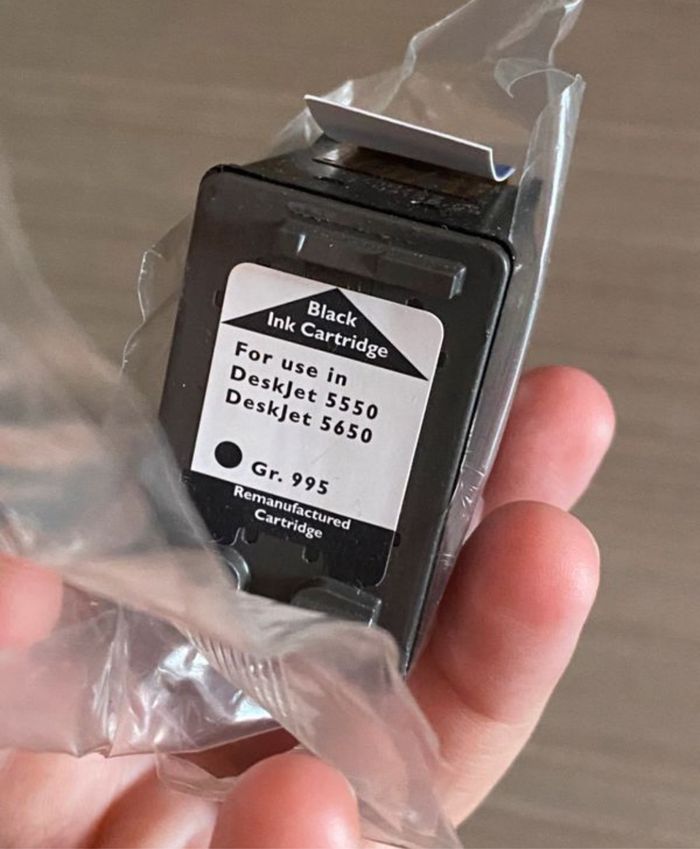 Black
Ink Cartridge
For use in
DeskJet 5550
DeskJet 5650
Gr. 995
Remanufactured
Cartridge